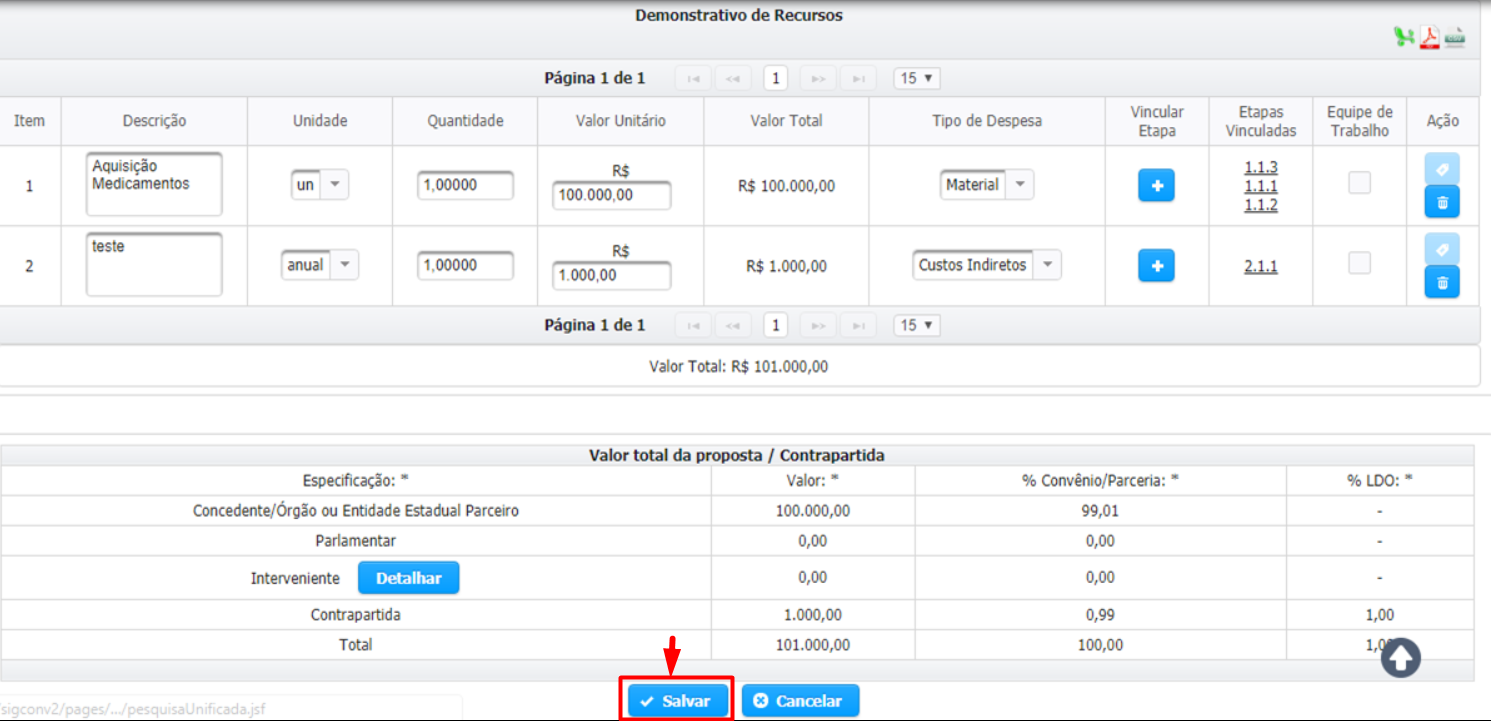 Demonstrativo de Recursos
Página 1 de 1 1 15
Item Descrição Unidade Quantidade Valor Unitário Valor Total Tipo de Despesa Vincular Etapa Etapas Vinculadas Equipe de Trabalho Ação
1 Aquisição Medicamentos un 1,00000 R$ 100.000,00 R$ 100.000,00 Material 1.1.3 1.1.1 1.1.2
2 teste anual 1,00000 R$ 1.000,00 R$ 1.000,00 Custos Indiretos 2.1.1
Página 1 de 1 1 15
Valor Total: R$ 101.000,00
Valor total da proposta / Contrapartida
Especificação: * Valor: * % Convênio/Parceria: * % LDO: *
Concedente/Órgão ou Entidade Estadual Parceiro 100.000,00 99,01 -
Parlamentar 0,00 0,00 -
Interveniente Detalhar 0,00 0,00 -
Contrapartida 1.000,00 0,99 1,00
Total 101.000,00 100,00
Salvar Cancelar
/sigconv2/pages/.../pesquisaUnificada.jsf